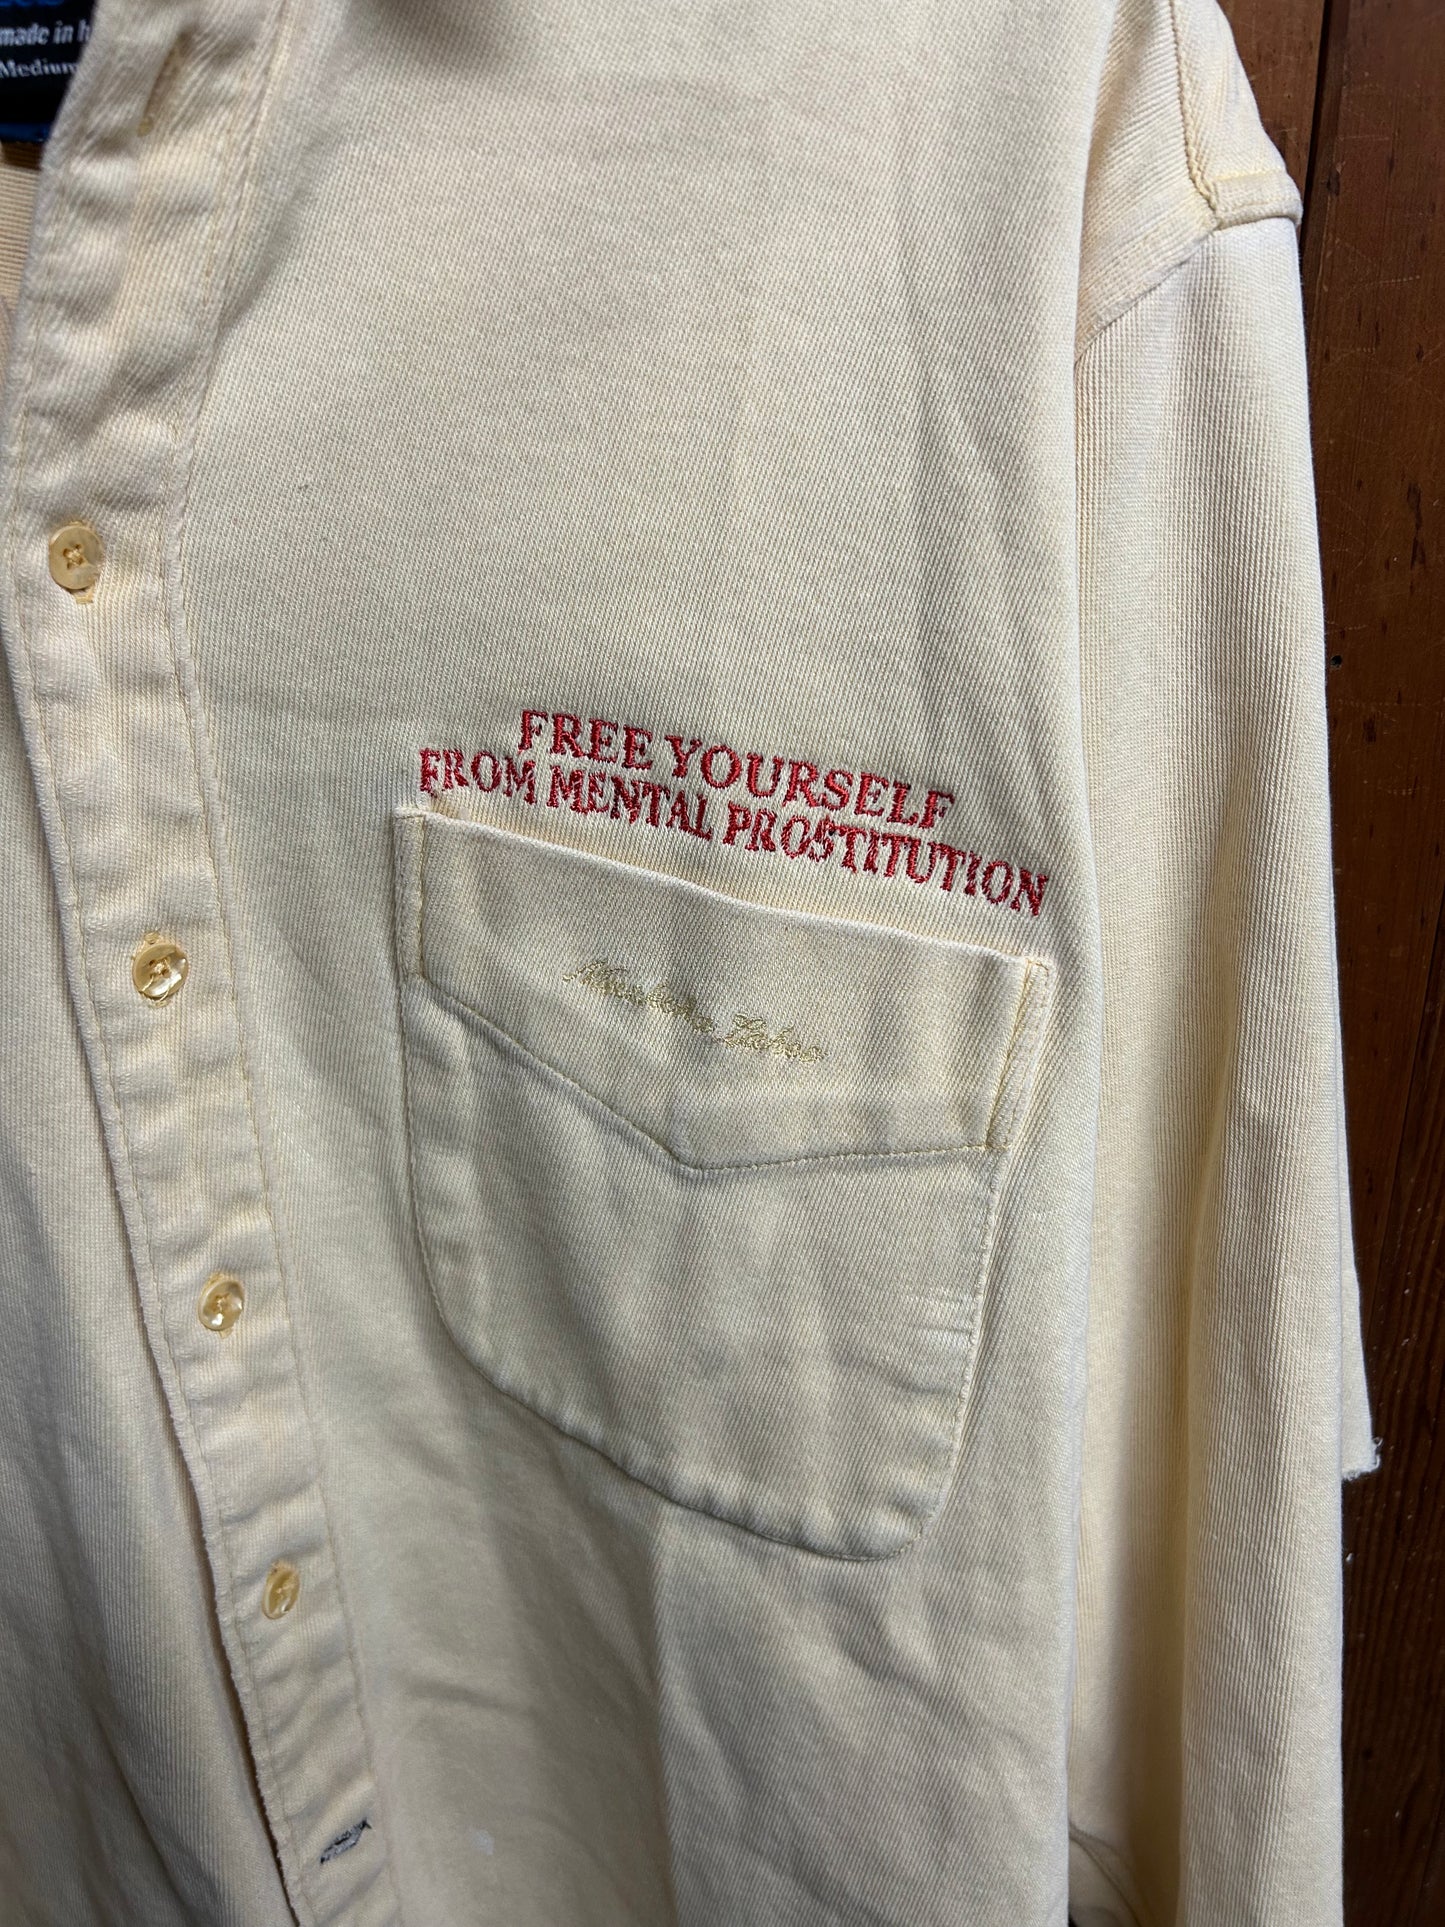 made in h
Medium
FREE YOURSELF
FROM MENTAL PROSTITUTION